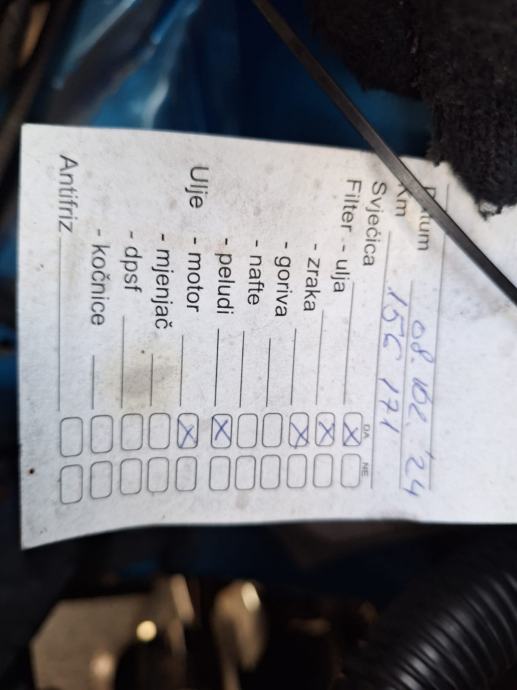 Datum 08. 02. '24
Km 156 171
Svjećica
DA NE
Filter - ulja
- zraka
- goriva
- nafte
- peludi
Ulje - motor
- mjenjač
- dpsf
- kočnice
Antifriz